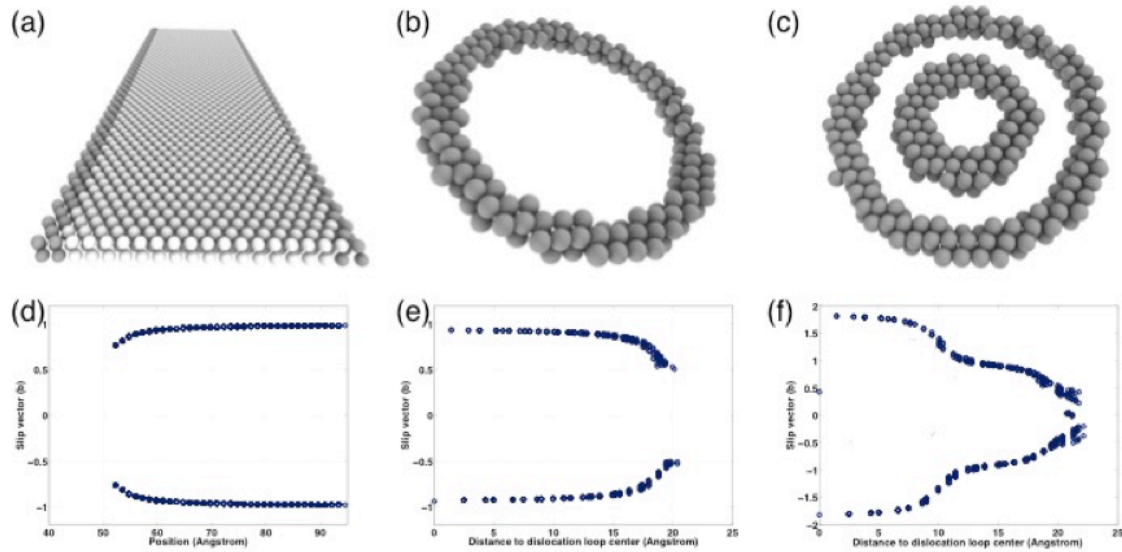 (a)
(b)
(c)
(d)
1
0.5
0
−0.5
−1
Slip vector (b)
40 50 60 70 80 90
Position (Angstrom)
(e)
1
0.5
0
−0.5
−1
Slip vector (b)
0 5 10 15 20 25
Distance to dislocation loop center (Angstrom)
(f)
2
1.5
1
0.5
0
−0.5
−1
−1.5
−2
Slip vector (b)
0 5 10 15 20 25
Distance to dislocation loop center (Angstrom)